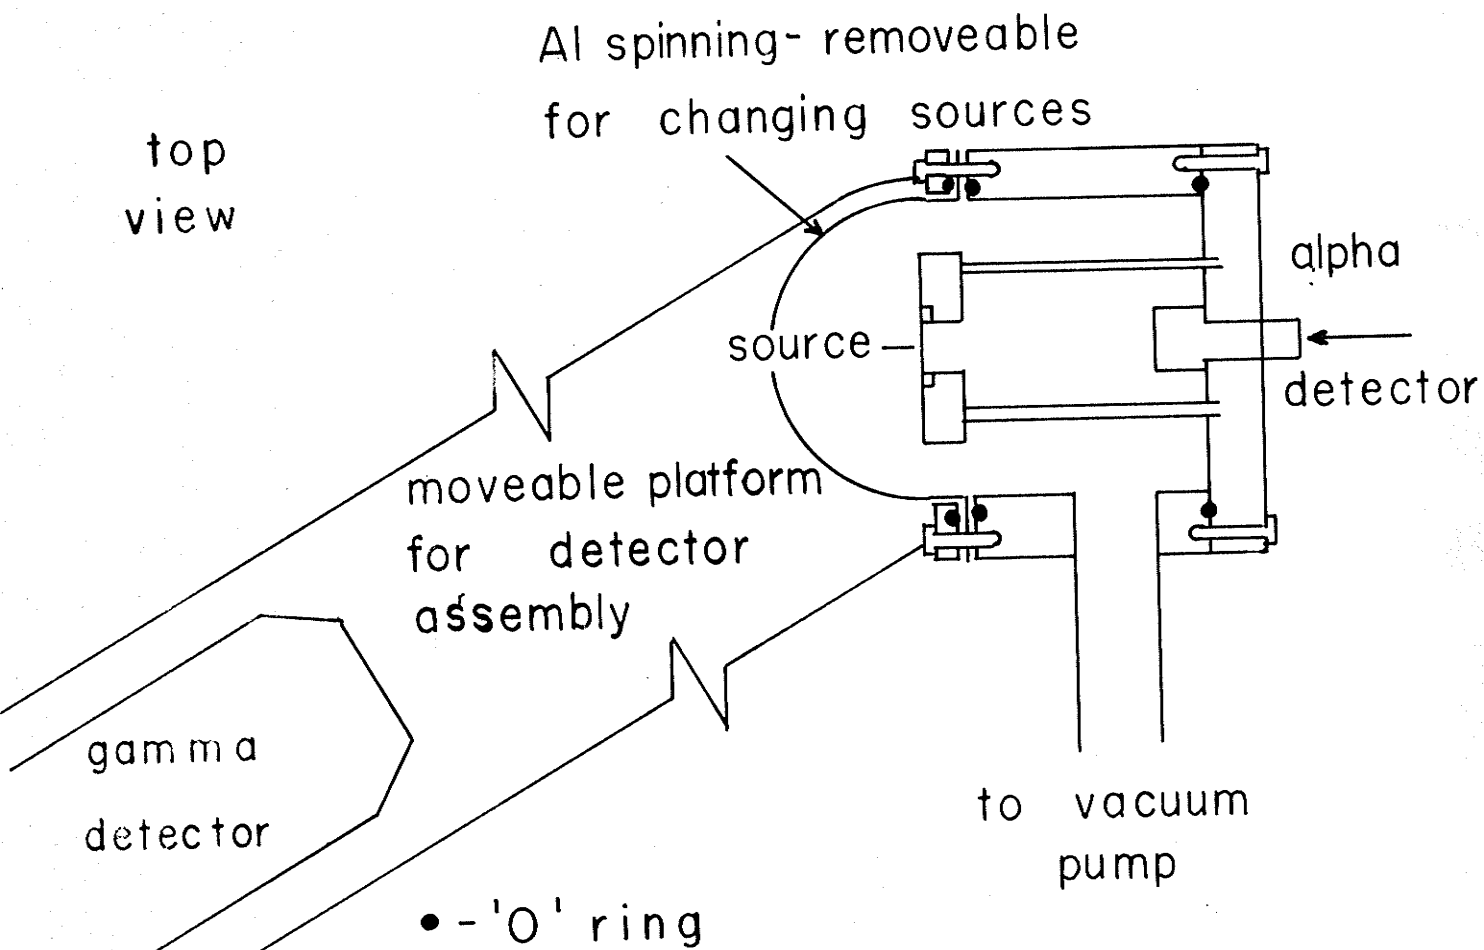 Al spinning- removeable
for changing sources
top
view
alpha
source
detector
moveable platform
for detector
assembly
gamma
detector
to vacuum
pump
• - 'O' ring